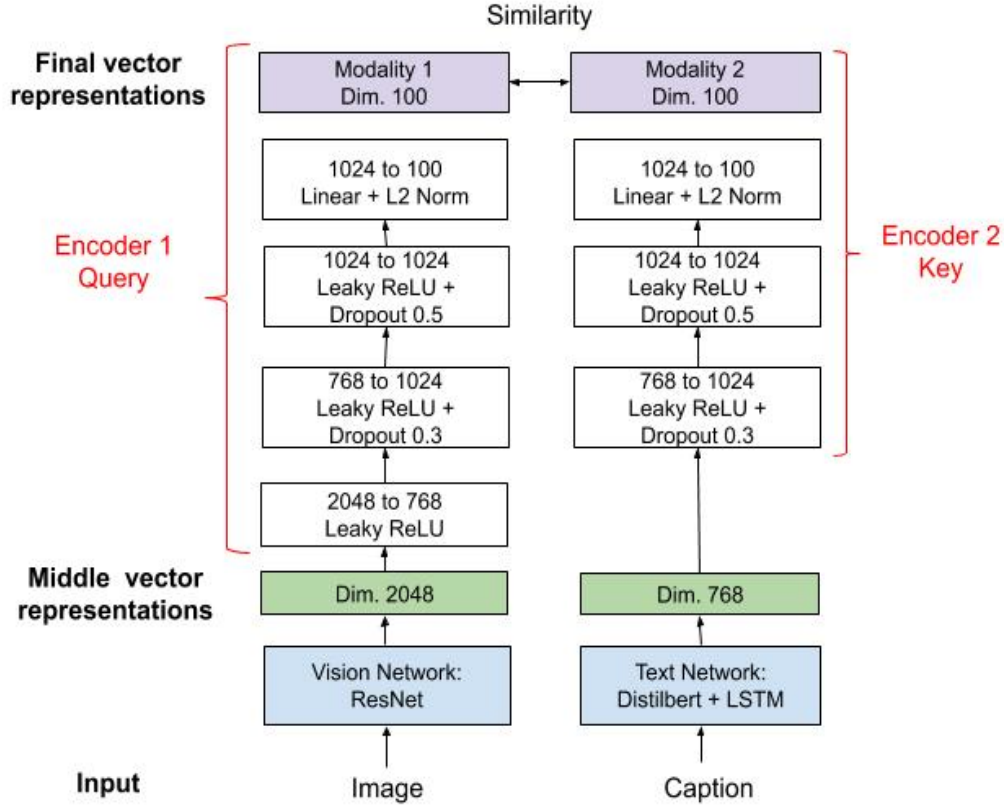 Similarity
Final vector
representations
Modality 1
Dim. 100
Modality 2
Dim. 100
1024 to 100
Linear + L2 Norm
1024 to 100
Linear + L2 Norm
Encoder 1
Query
1024 to 1024
Leaky ReLU +
Dropout 0.5
1024 to 1024
Leaky ReLU +
Dropout 0.5
Encoder 2
Key
768 to 1024
Leaky ReLU +
Dropout 0.3
768 to 1024
Leaky ReLU +
Dropout 0.3
2048 to 768
Leaky ReLU
Middle vector
representations
Dim. 2048
Dim. 768
Vision Network:
ResNet
Text Network:
Distilbert + LSTM
Input
Image
Caption